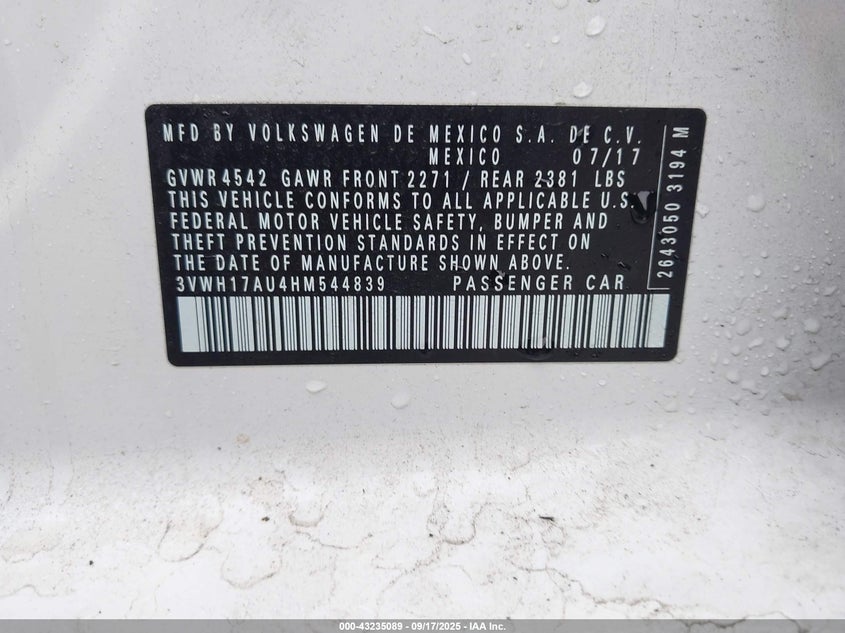 MFD BY VOLKSWAGEN DE MEXICO S.A. DE C.V.
MEXICO 07/17
GVWR 4542 GAWR FRONT 2271 / REAR 2381 LBS
THIS VEHICLE CONFORMS TO ALL APPLICABLE U.S.
FEDERAL MOTOR VEHICLE SAFETY, BUMPER AND
THEFT PREVENTION STANDARDS IN EFFECT ON
THE DATE OF MANUFACTURE SHOWN ABOVE.
3VWH17AU4HM544839 PASSENGER CAR
2643050 3194 M
000-43235089 - 09/17/2025 - IAA Inc.